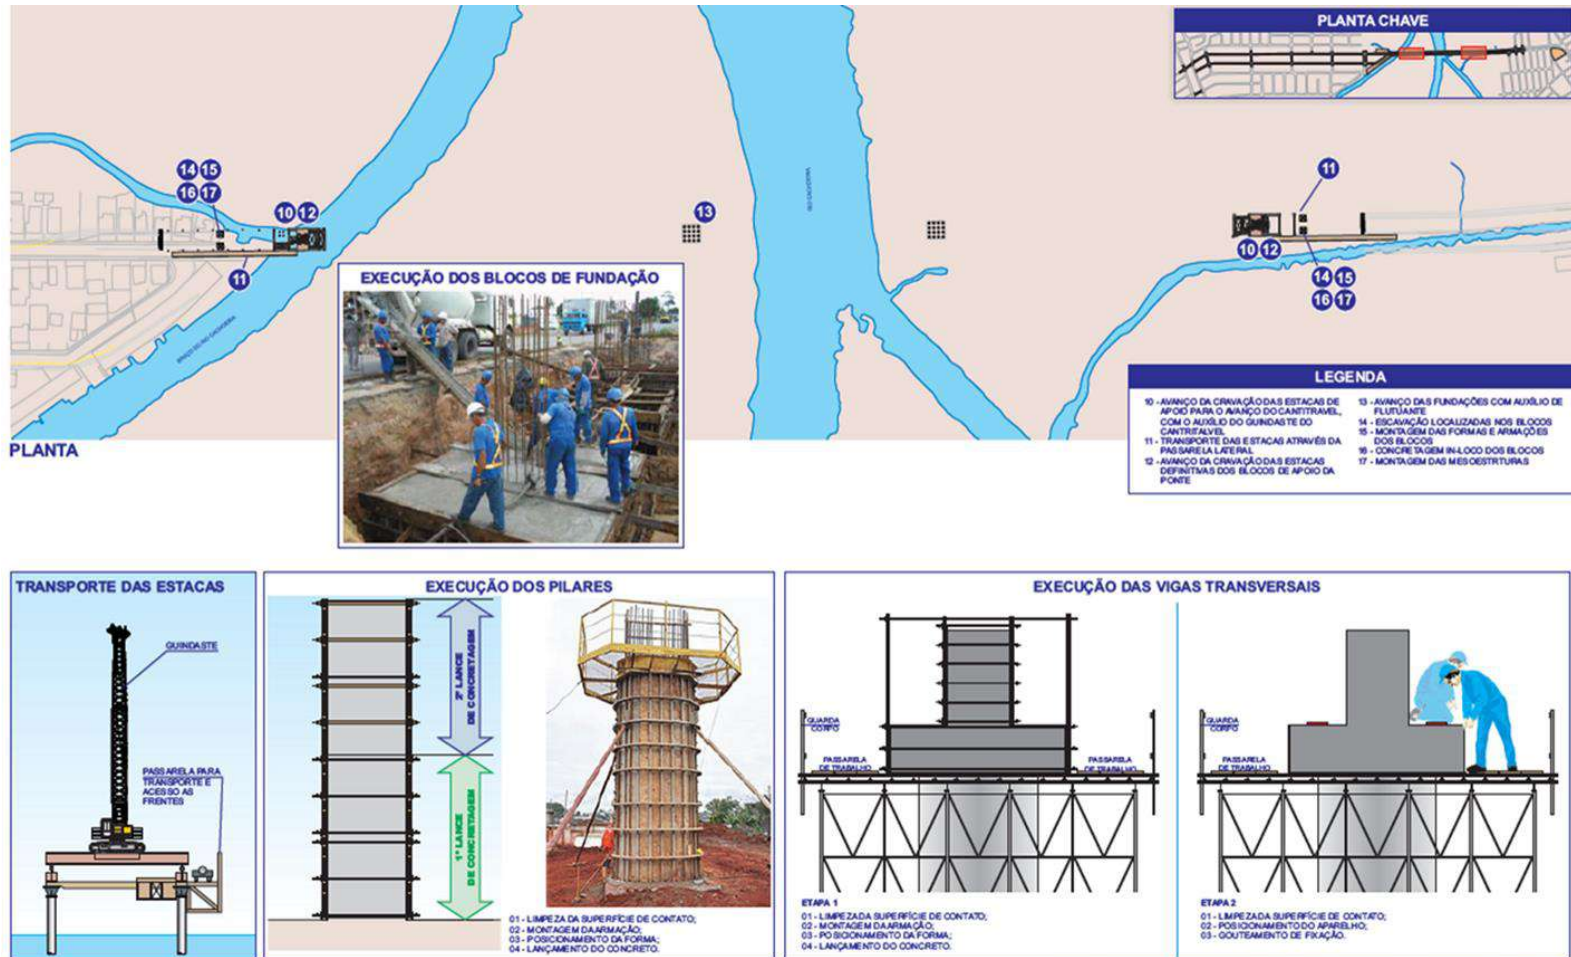 PLANTA CHAVE
14 15
16 17
10 12
11
13
11
10 12
14 15
16 17
BRAÇO DO RIO CACHOEIRA
EXECUÇÃO DOS BLOCOS DE FUNDAÇÃO
PLANTA
LEGENDA
10 - AVANÇO DA CRAVAÇÃO DAS ESTACAS DE
APOIO PARA O AVANÇO DO CANTITRAVEL,
COM O AUXÍLIO DO GUINDASTE DO
CANTRITALVEL
11 - TRANSPORTE DAS ESTACAS ATRAVÉS DA
PASSARELA LATERAL
12 - AVANÇO DA CRAVAÇÃO DAS ESTACAS
DEFINITIVAS DOS BLOCOS DE APOIO DA
PONTE
13 - AVANÇO DAS FUNDAÇÕES COM AUXÍLIO DE
FLUTUANTE
14 - ESCAVAÇÃO LOCALIZADAS NOS BLOCOS
15 - MONTAGEM DAS FORMAS E ARMAÇÕES
DOS BLOCOS
16 - CONCRETAGEM IN-LOCO DOS BLOCOS
17 - MONTAGEM DAS MESOESTRTURAS
TRANSPORTE DAS ESTACAS
GUINDASTE
PASSARELA PARA
TRANSPORTE E
ACESSO AS
FRENTES
EXECUÇÃO DOS PILARES
2º LANCE
DE CONCRETAGEM
1º LANCE
DE CONCRETAGEM
01 - LIMPEZA DA SUPERFÍCIE DE CONTATO;
02 - MONTAGEM DA ARMAÇÃO;
03 - POSICIONAMENTO DA FORMA;
04 - LANÇAMENTO DO CONCRETO.
EXECUÇÃO DAS VIGAS TRANSVERSAIS
GUARDA
CORPO
PASSARELA
DE TRABALHO
PASSARELA
DE TRABALHO
ETAPA 1
01 - LIMPEZA DA SUPERFÍCIE DE CONTATO;
02 - MONTAGEM DA ARMAÇÃO;
03 - POSICIONAMENTO DA FORMA;
04 - LANÇAMENTO DO CONCRETO.
GUARDA
CORPO
PASSARELA
DE TRABALHO
ETAPA 2
01 - LIMPEZA DA SUPERFÍCIE DE CONTATO;
02 - POSICIONAMENTO DO APARELHO;
03 - GOUTEAMENTO DE FIXAÇÃO.